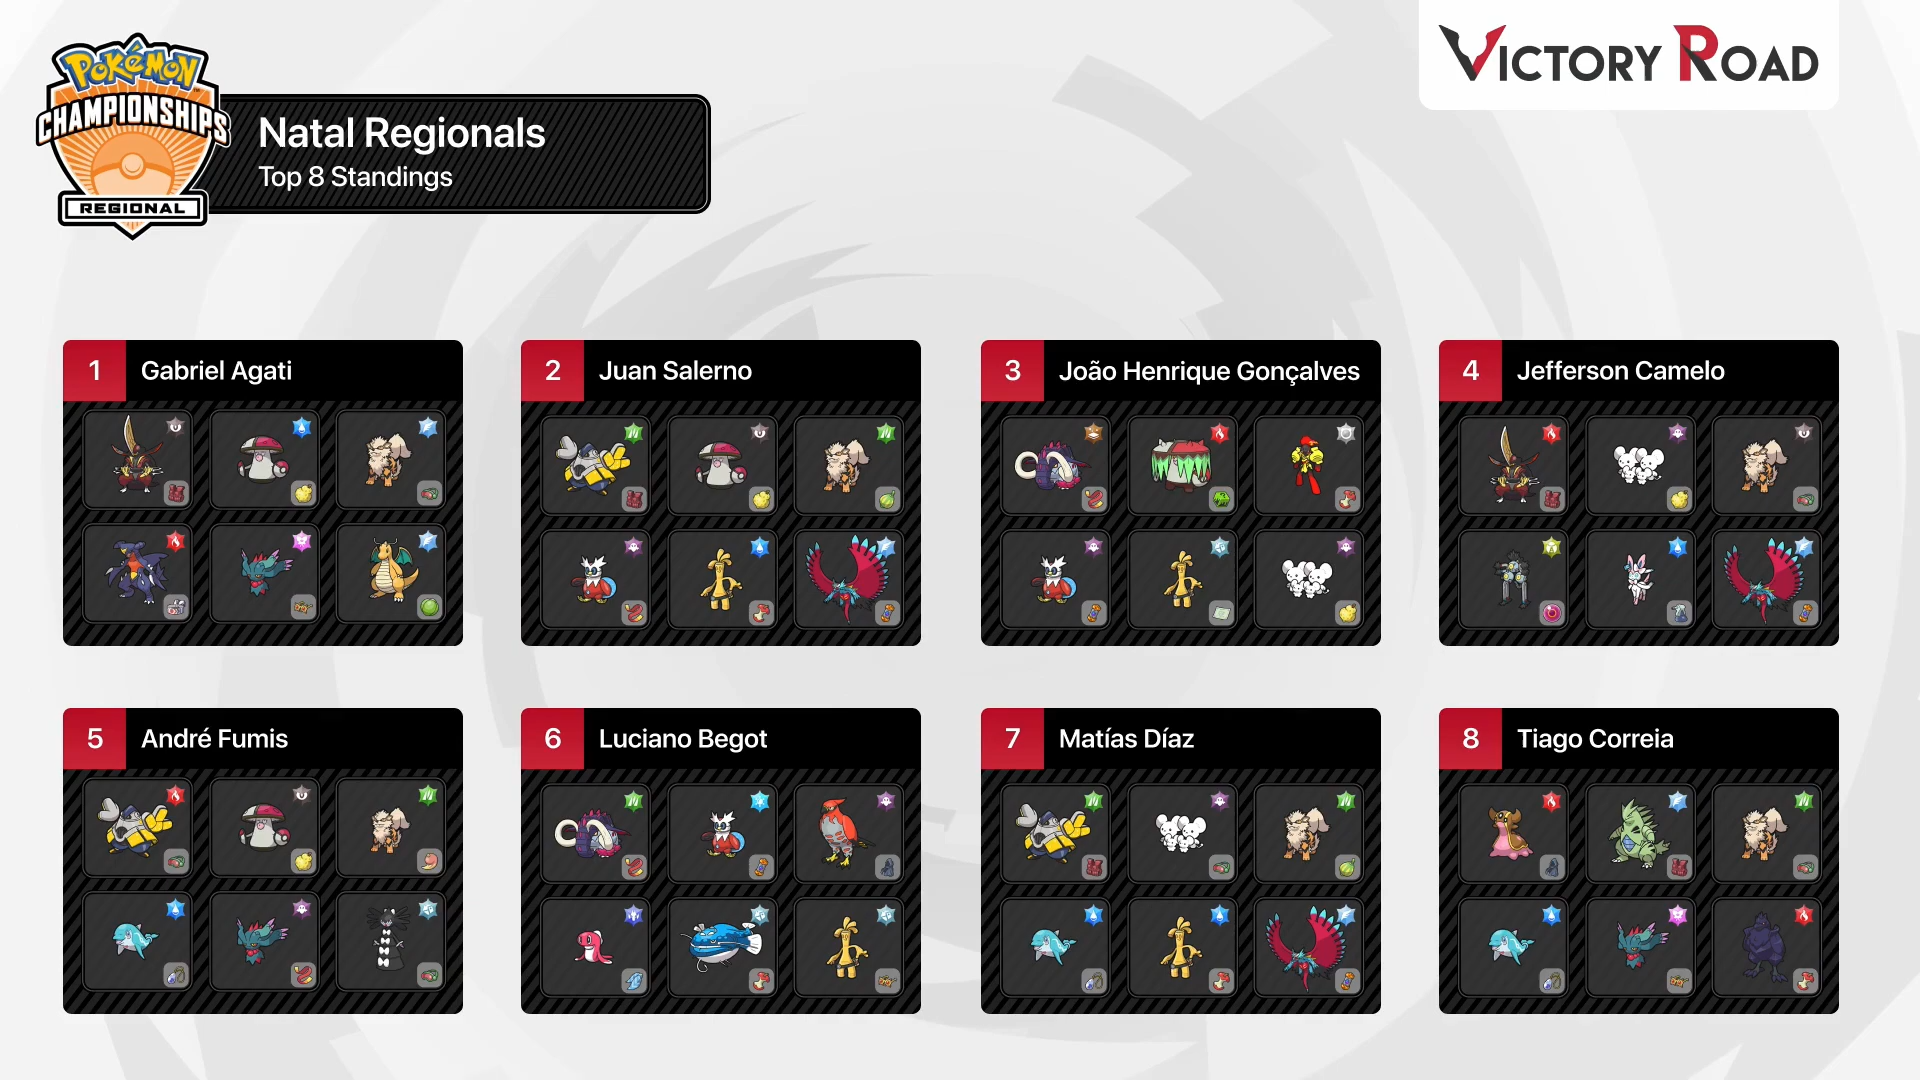 POKÉMON
CHAMPIONSHIPS
REGIONAL
Natal Regionals
Top 8 Standings
VICTORY ROAD
1 Gabriel Agati
2 Juan Salerno
3 João Henrique Gonçalves
4 Jefferson Camelo
5 André Fumis
6 Luciano Begot
7 Matías Díaz
8 Tiago Correia